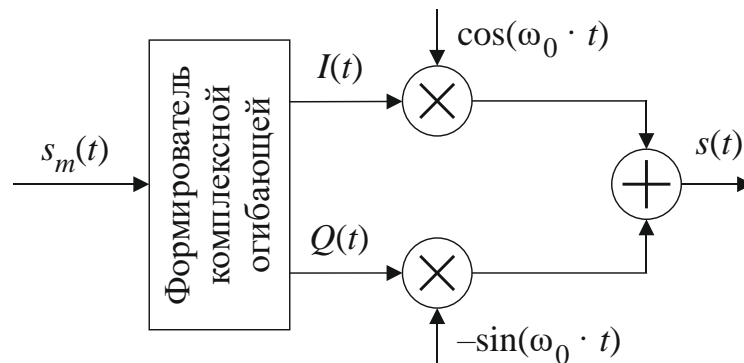 cos(ω₀ · t)
I(t)
sₘ(t)
Формирователь
комплексной
огибающей
s(t)
Q(t)
–sin(ω₀ · t)